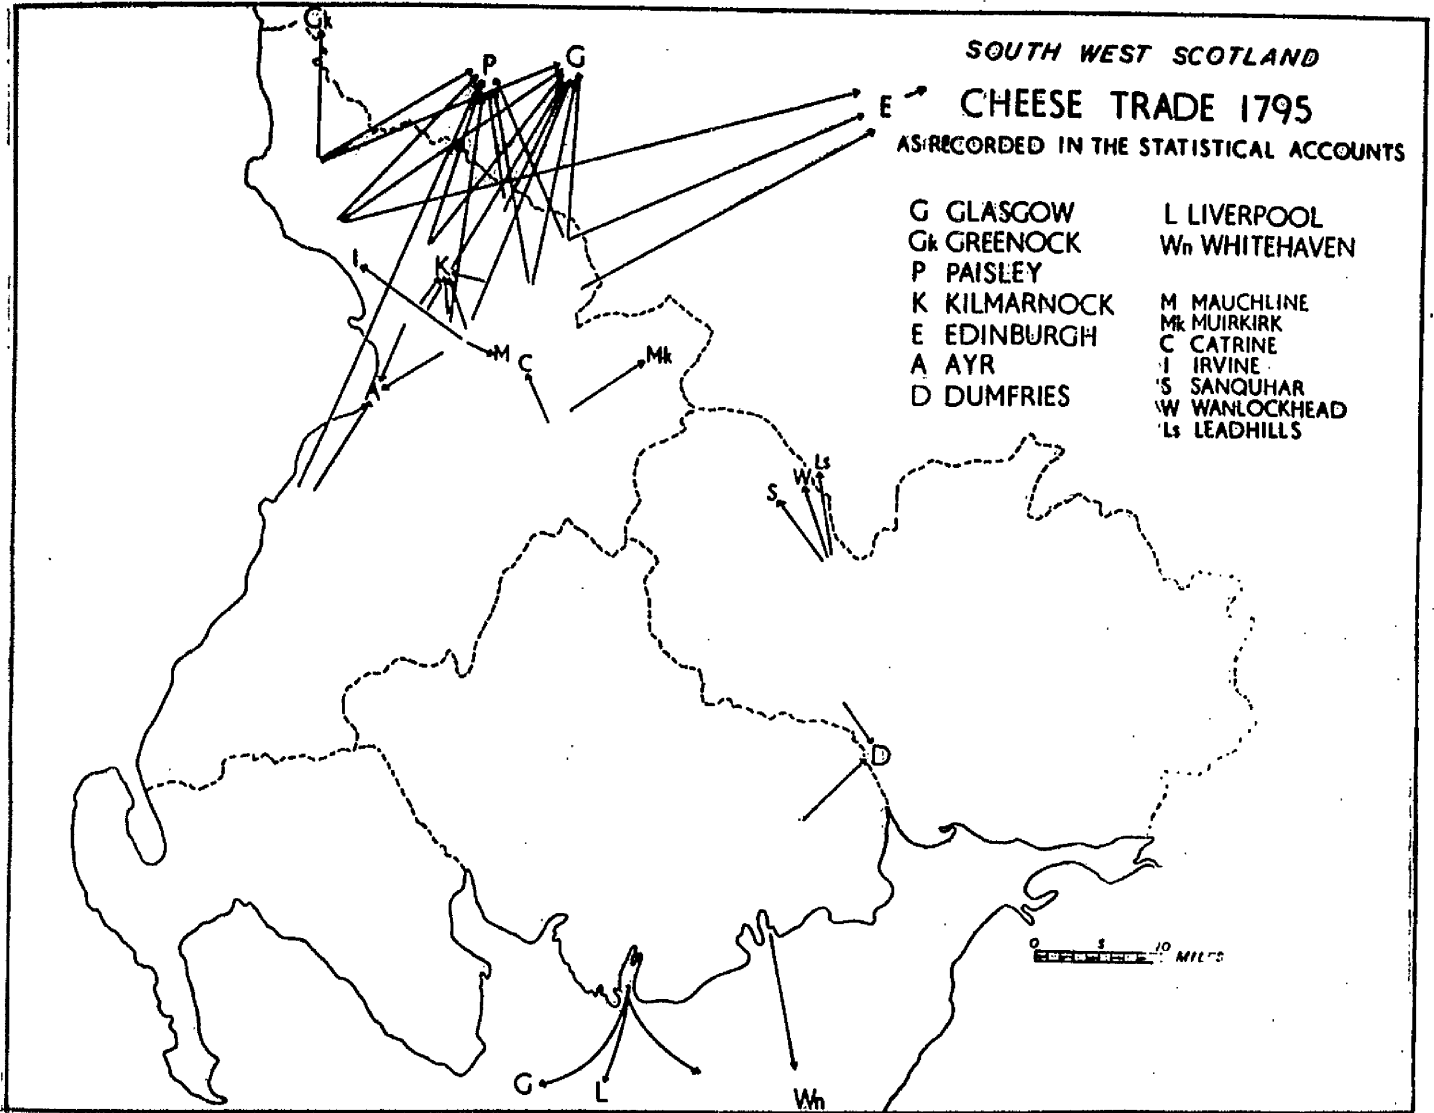 SOUTH WEST SCOTLAND
CHEESE TRADE 1795
AS RECORDED IN THE STATISTICAL ACCOUNTS
G GLASGOW
Gk GREENOCK
P PAISLEY
K KILMARNOCK
E EDINBURGH
A AYR
D DUMFRIES
L LIVERPOOL
Wn WHITEHAVEN
M MAUCHLINE
Mk MUIRKIRK
C CATRINE
I IRVINE
S SANQUHAR
W WANLOCKHEAD
Ls LEADHILLS
Gk
P
G
E
I
K
M
C
Mk
A
S
W
Ls
D
0 5 10 MILES
G
L
Wn